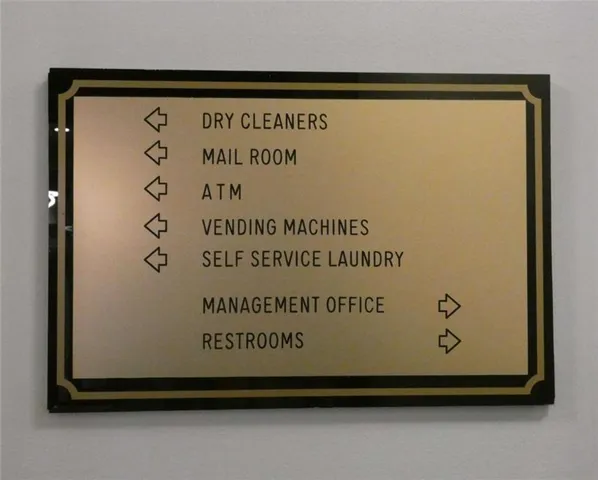 DRY CLEANERS
MAIL ROOM
ATM
VENDING MACHINES
SELF SERVICE LAUNDRY
MANAGEMENT OFFICE
RESTROOMS